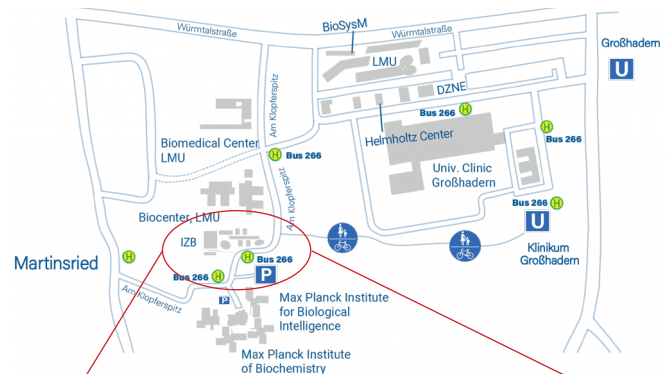 Würmtalstraße
BioSysM
Würmtalstraße
Großhadern
U
LMU
DZNE
Am Klopferspitz
Bus 266
H
Helmholtz Center
H
Bus 266
Biomedical Center
LMU
H
Bus 266
Univ. Clinic
Großhadern
Am Klopferspitz
Bus 266
H
Biocenter, LMU
U
IZB
Klinikum
Großhadern
H
Bus 266
H
Martinsried
Bus 266
H
P
Am Klopferspitz
P
Max Planck Institute
for Biological
Intelligence
Max Planck Institute
of Biochemistry